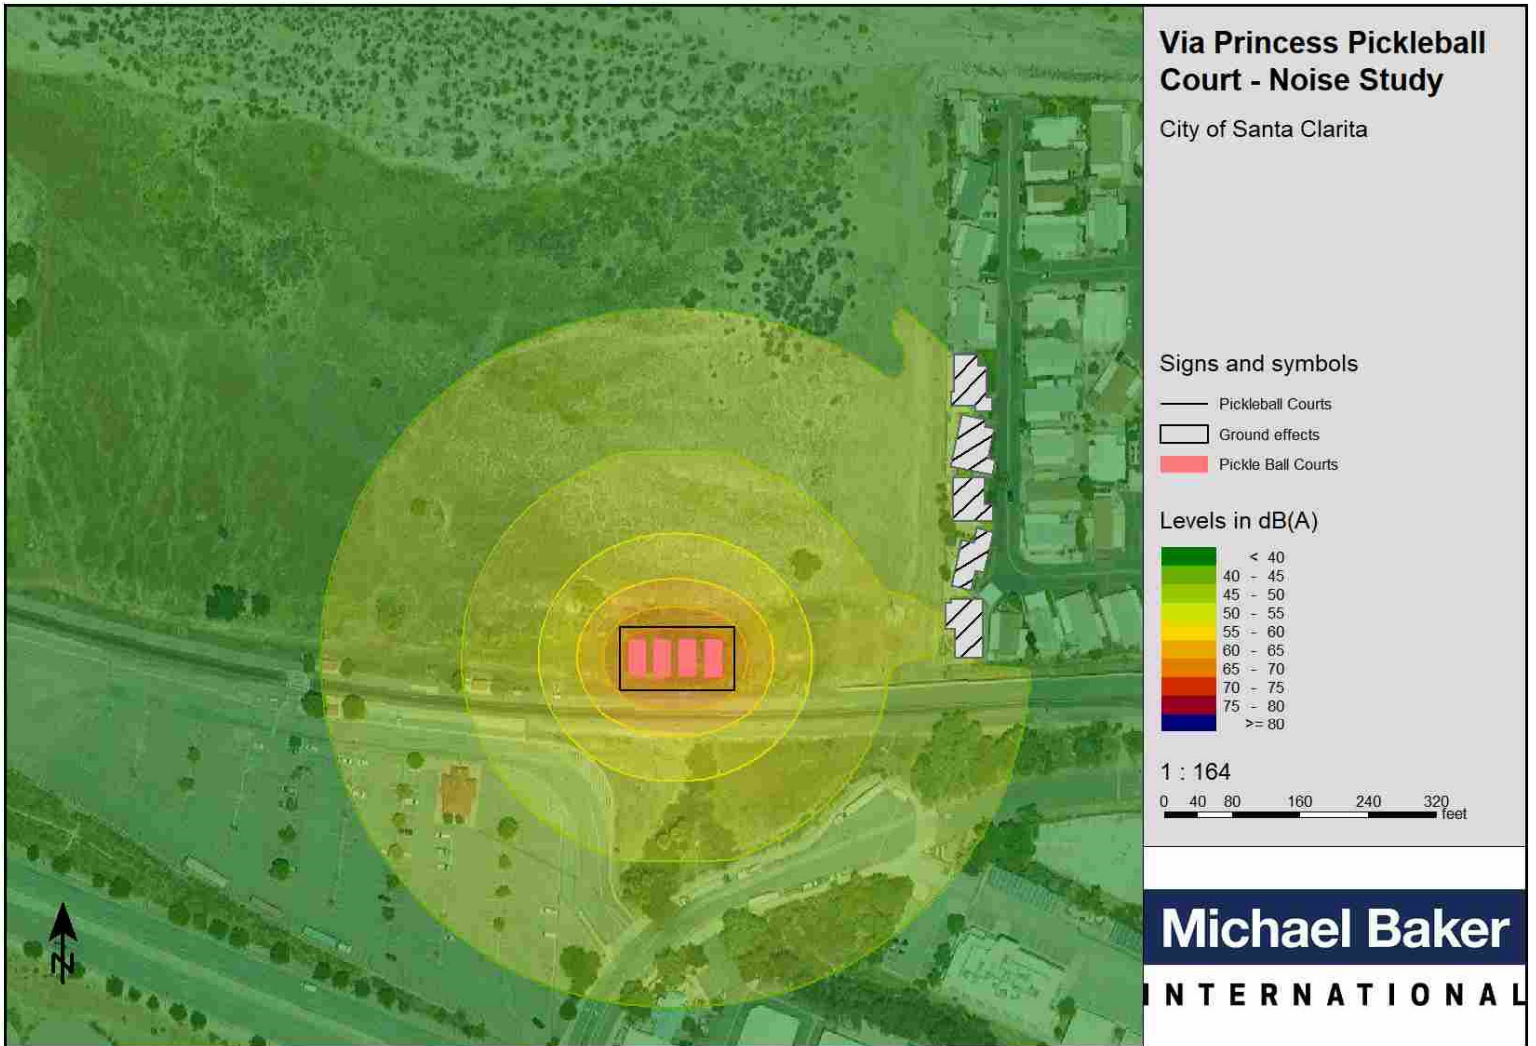 Via Princess Pickleball
Court - Noise Study
City of Santa Clarita
Signs and symbols
Pickleball Courts
Ground effects
Pickle Ball Courts
Levels in dB(A)
< 40
40 - 45
45 - 50
50 - 55
55 - 60
60 - 65
65 - 70
70 - 75
75 - 80
>= 80
1 : 164
0 40 80 160 240 320
feet
N
Michael Baker
INTERNATIONAL